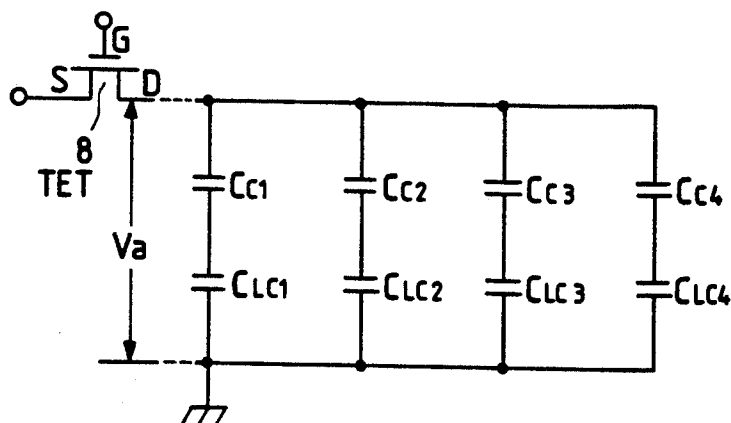 G
S D
8
TET
Va
CC1 CC2 CC3 CC4
CLC1 CLC2 CLC3 CLC4